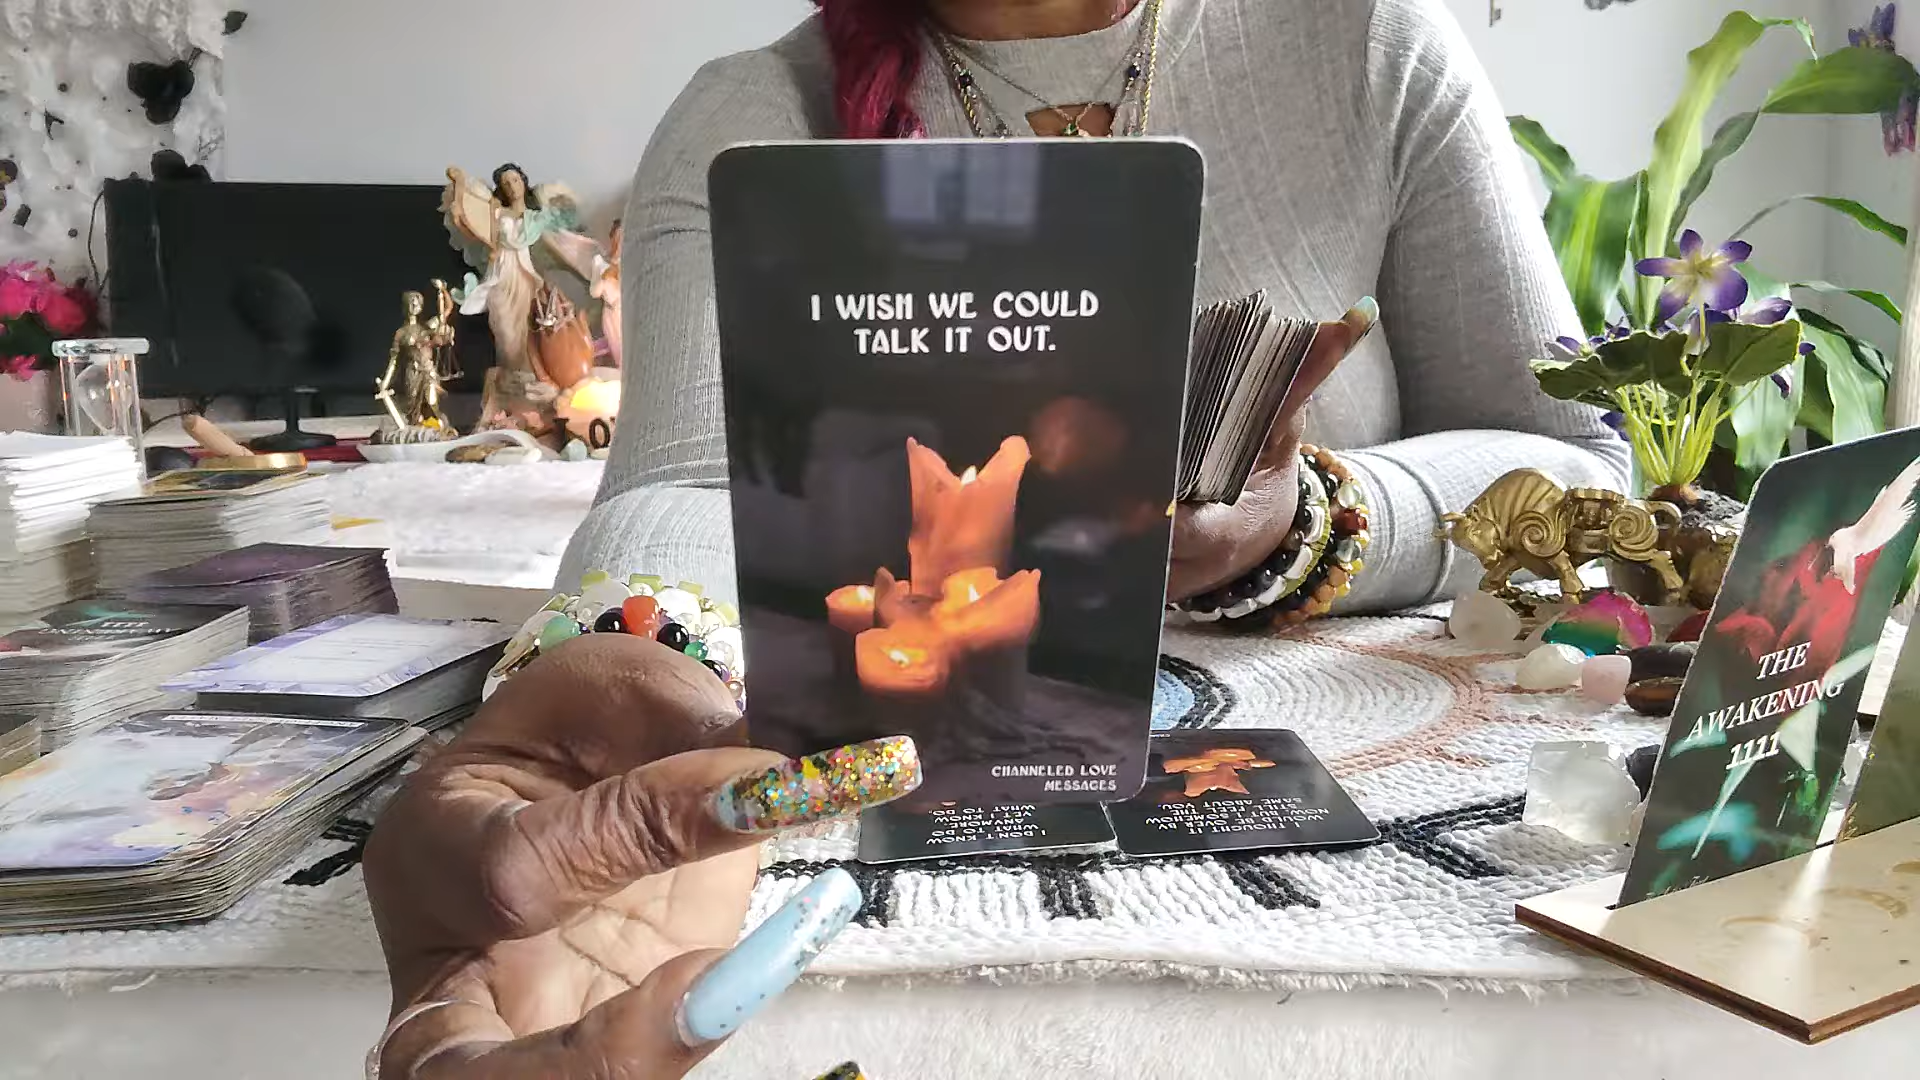 I WISH WE COULD
TALK IT OUT.
CHANNELED LOVE
MESSAGES
I DON'T KNOW
WHAT TO DO
ANYMORE,
YET I KNOW
WHAT TO DO.
I THOUGHT IT
WOULD BE OVER BY
NOW, BUT I SOMEHOW
STILL FEEL THE
SAME ABOUT YOU.
THE
AWAKENING
1111